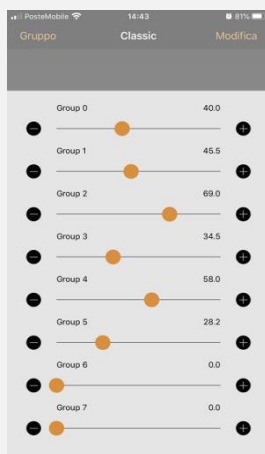 PosteMobile 14:43 81%
Gruppo Classic Modifica
Group 0 40.0
Group 1 45.5
Group 2 69.0
Group 3 34.5
Group 4 58.0
Group 5 28.2
Group 6 0.0
Group 7 0.0